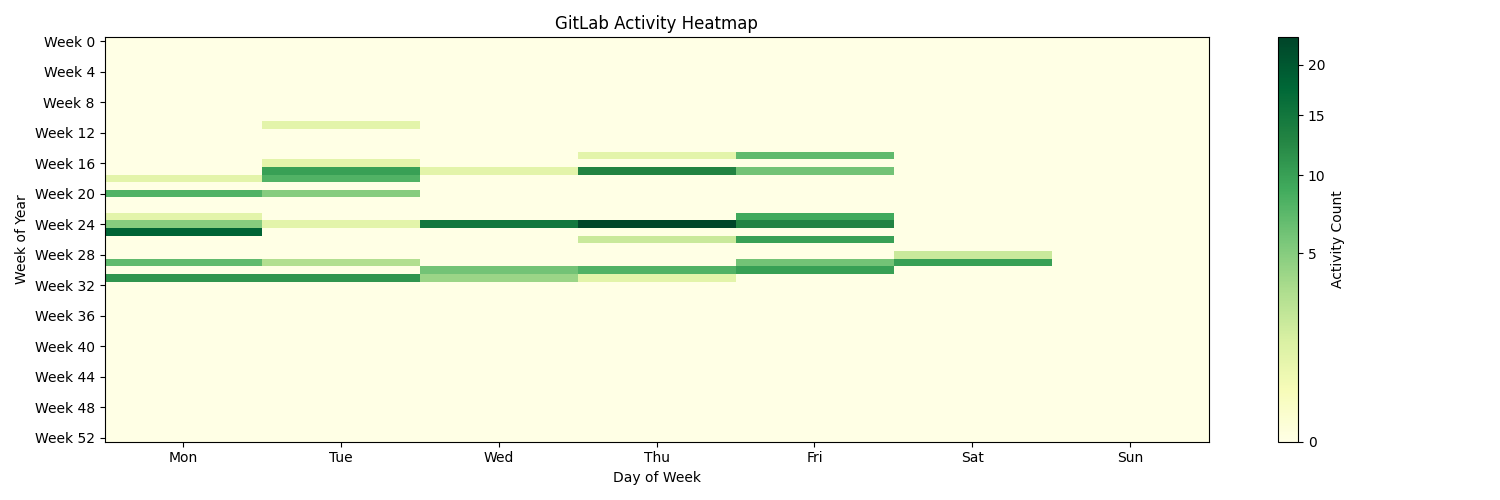 GitLab Activity Heatmap
Week 0
Week 4
Week 8
Week 12
Week 16
Week 20
Week 24
Week 28
Week 32
Week 36
Week 40
Week 44
Week 48
Week 52
Week of Year
Mon Tue Wed Thu Fri Sat Sun
Day of Week
20
15
10
5
0
Activity Count